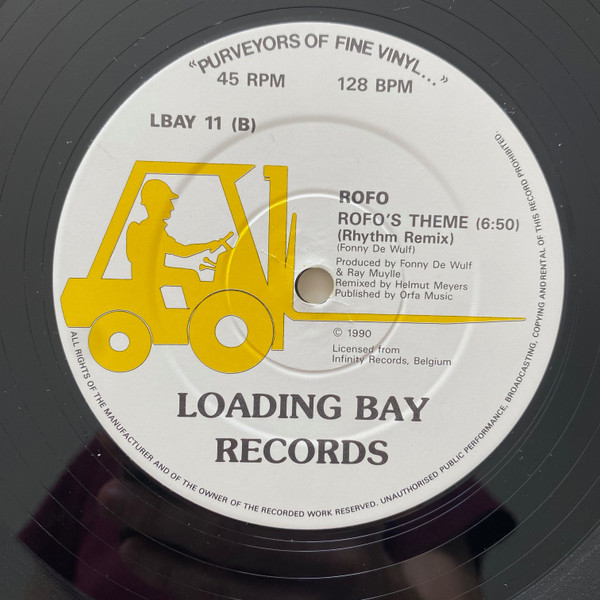 "PURVEYORS OF FINE VINYL..."
45 RPM 128 BPM
LBAY 11 (B)
ROFO
ROFO'S THEME (6:50)
(Rhythm Remix)
(Fonny De Wulf)
Produced by Fonny De Wulf
& Ray Muylle
Remixed by Helmut Meyers
Published by Orfa Music
© 1990
Licensed from
Infinity Records, Belgium
LOADING BAY
RECORDS
ALL RIGHTS OF THE MANUFACTURER AND OF THE OWNER OF THE RECORDED WORK RESERVED. UNAUTHORISED PUBLIC PERFORMANCE, BROADCASTING, COPYING AND RENTAL OF THIS RECORD PROHIBITED.